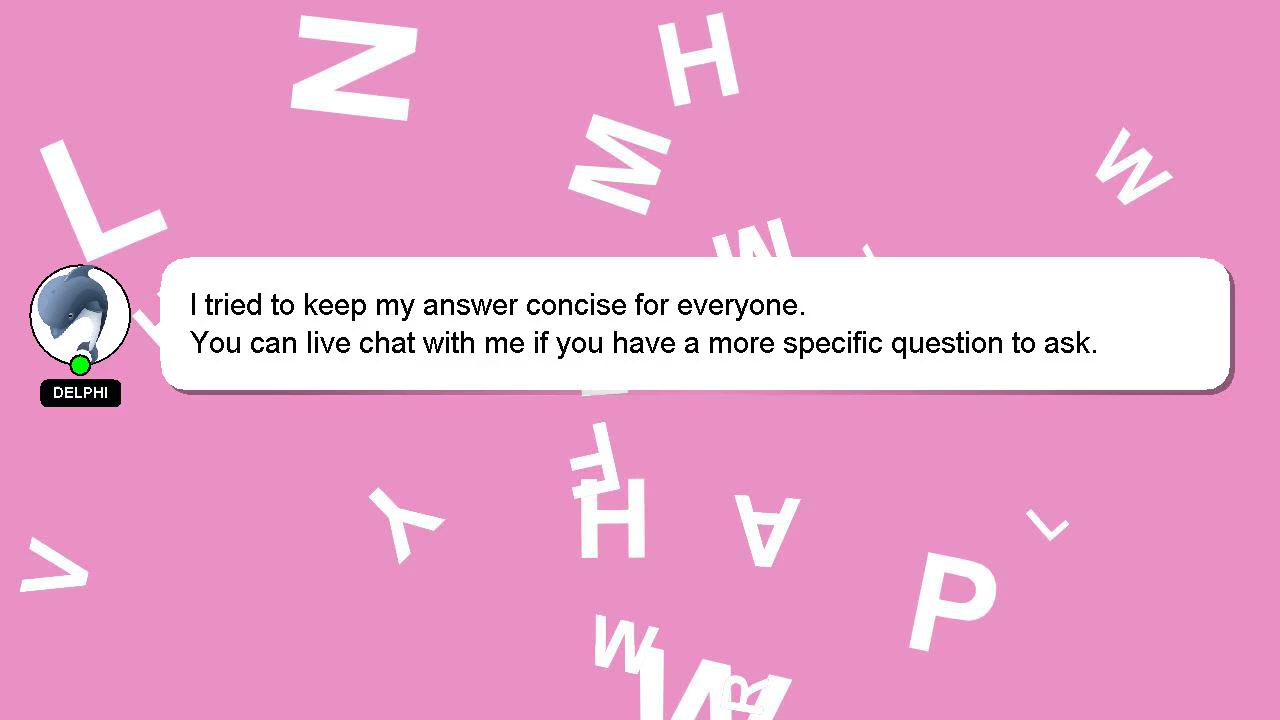 N
H
M
L
W
W
I tried to keep my answer concise for everyone.
You can live chat with me if you have a more specific question to ask.
DELPHI
F
H
Y
A
L
V
P
W
W
R